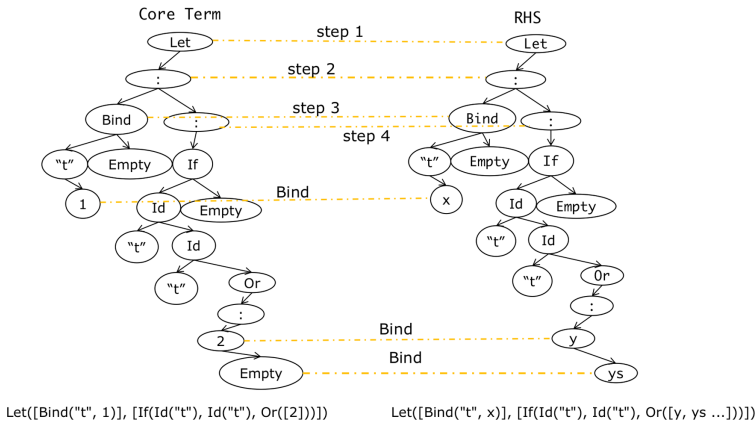 Core Term
RHS
step 1
Let
Let
step 2
:
:
step 3
Bind
:
Bind
:
step 4
“t”
Empty
If
“t”
Empty
If
1
Bind
x
Id
Empty
Id
Empty
“t”
Id
“t”
Id
“t”
Or
“t”
Or
:
:
2
Bind
y
Empty
Bind
ys
Let([Bind("t", 1)], [If(Id("t"), Id("t"), Or([2]))])
Let([Bind("t", x)], [If(Id("t"), Id("t"), Or([y, ys ...]))])